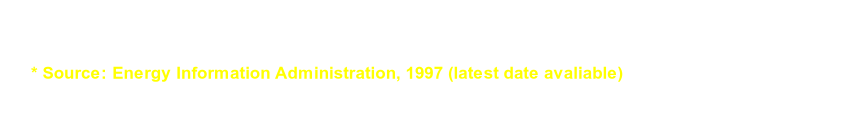 * Source: Energy Information Administration, 1997 (latest date available)